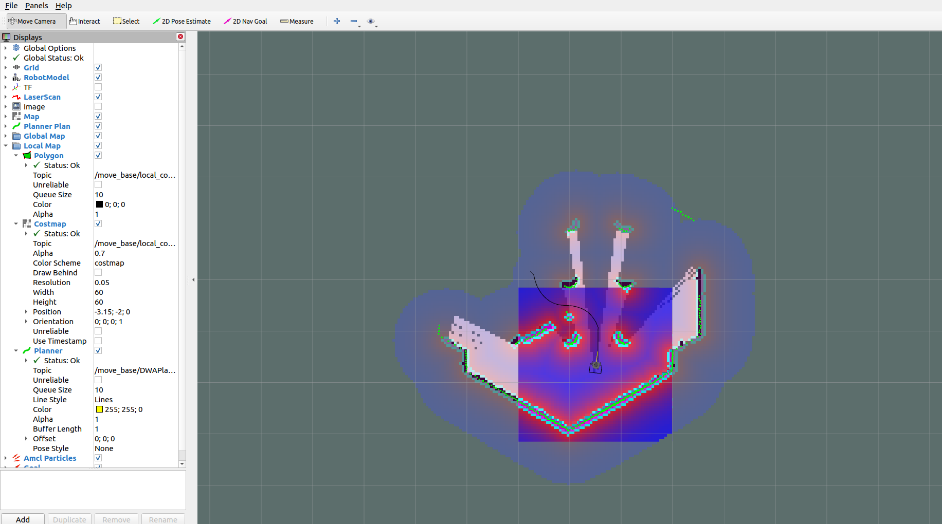 File Panels Help
Move Camera Interact Select 2D Pose Estimate 2D Nav Goal Measure
Displays
Global Options
Global Status: Ok
Grid
RobotModel
TF
LaserScan
Image
Map
Planner Plan
Global Map
Local Map
Polygon
Status: Ok
Topic /move_base/local_co...
Unreliable
Queue Size 10
Color 0; 0; 0
Alpha 1
Costmap
Status: Ok
Topic /move_base/local_co...
Alpha 0.7
Color Scheme costmap
Draw Behind
Resolution 0.05
Width 60
Height 60
Position -3.15; -2; 0
Orientation 0; 0; 0; 1
Unreliable
Use Timestamp
Planner
Status: Ok
Topic /move_base/DWAPla...
Unreliable
Queue Size 10
Line Style Lines
Color 255; 255; 0
Alpha 1
Buffer Length 1
Offset 0; 0; 0
Pose Style None
Amcl Particles
Add Duplicate Remove Rename